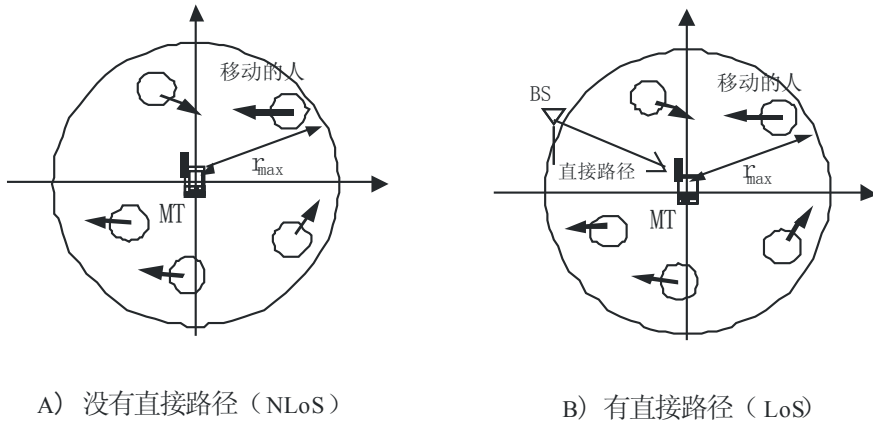 移动的人
r_max
MT
A） 没有直接路径（NLoS）
BS
移动的人
直接路径
r_max
MT
B） 有直接路径（ LoS）